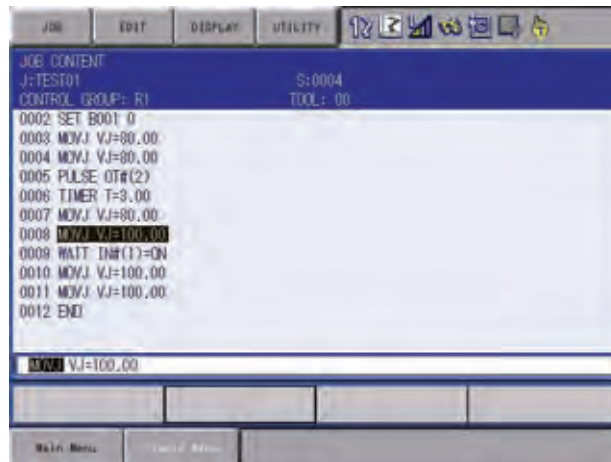 JOB EDIT DISPLAY UTILITY
JOB CONTENT
J:TEST01 S:0004
CONTROL GROUP: R1 TOOL: 00
0002 SET B001 0
0003 MOVJ VJ=80.00
0004 MOVJ VJ=80.00
0005 PULSE OT#(2)
0006 TIMER T=3.00
0007 MOVJ VJ=80.00
0008 MOVJ VJ=100.00
0009 WAIT IN#(1)=ON
0010 MOVJ VJ=100.00
0011 MOVJ VJ=100.00
0012 END
MOVJ VJ=100.00
Main Menu Simple Menu